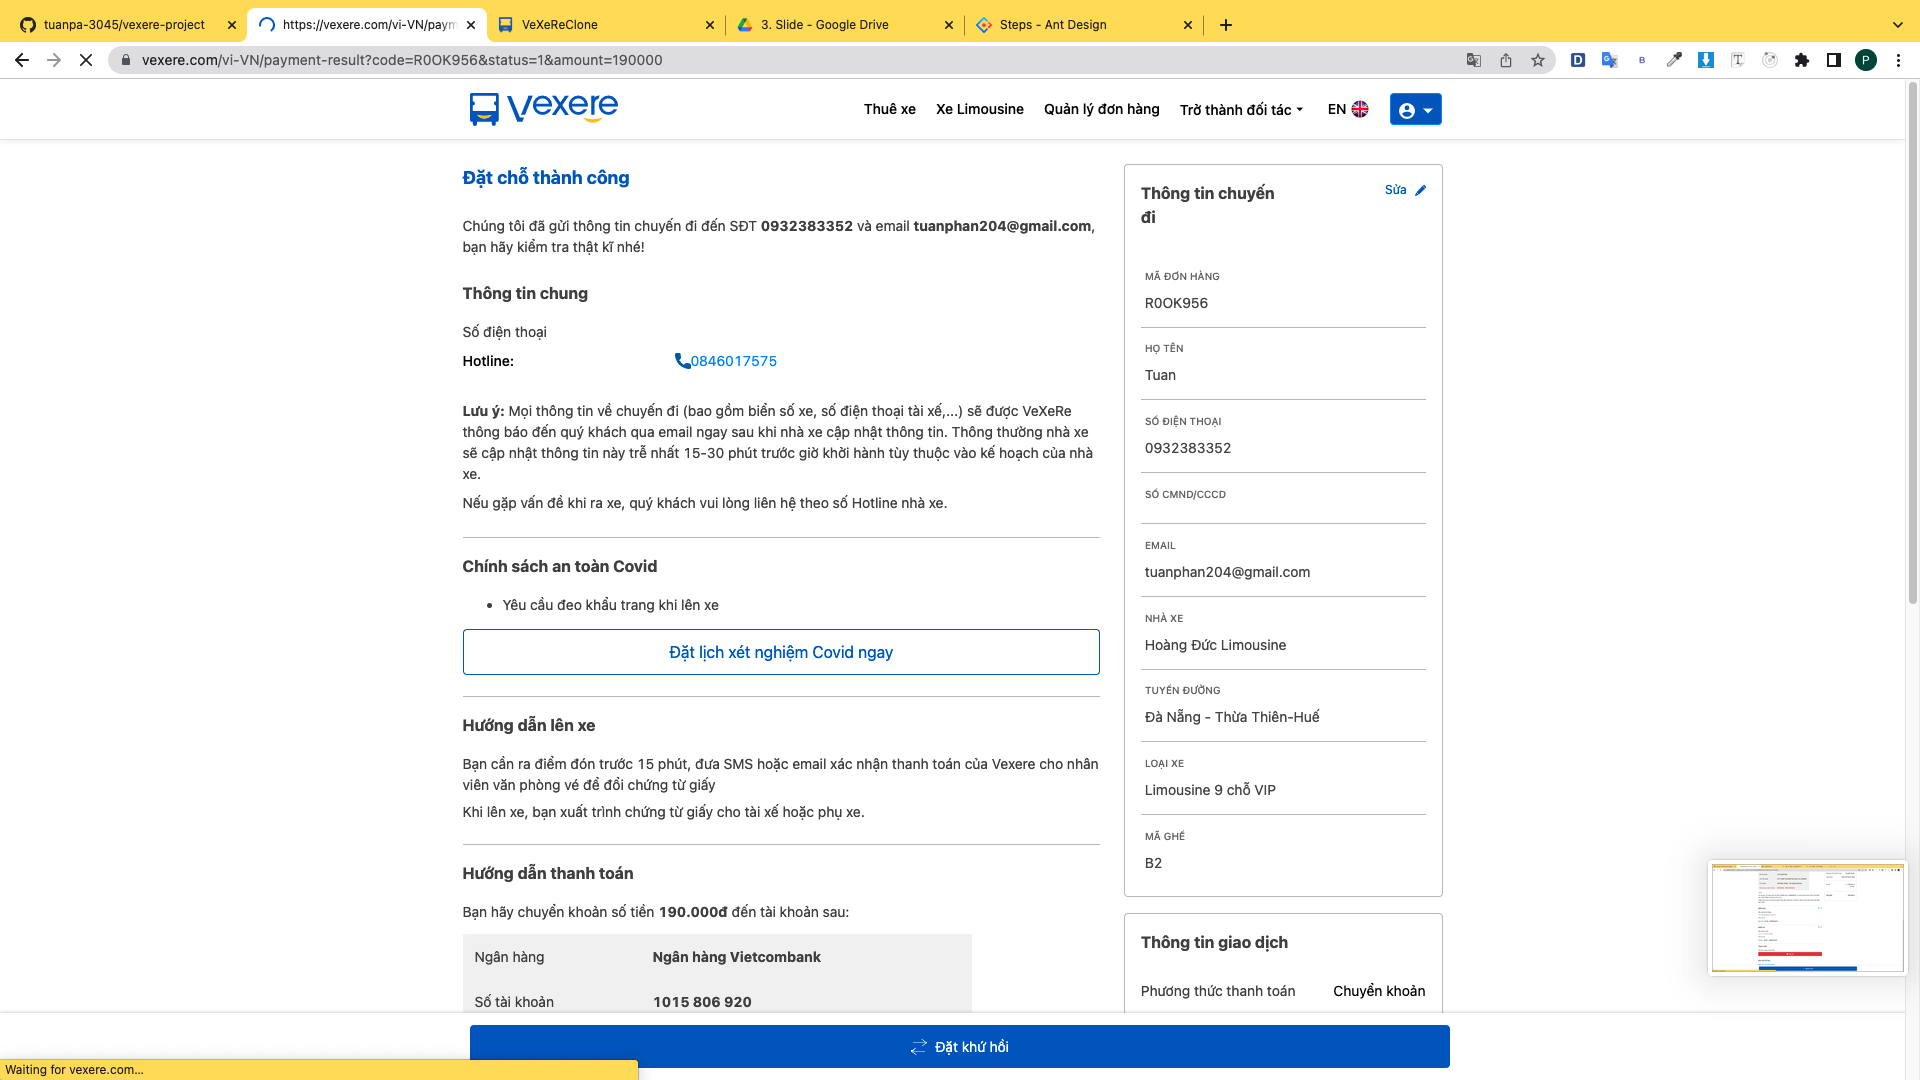 tuanpa-3045/vexere-project
https://vexere.com/vi-VN/paym
VeXeReClone
3. Slide - Google Drive
Steps - Ant Design
vexere.com/vi-VN/payment-result?code=R0OK956&status=1&amount=190000
P
vexere
Thuê xe
Xe Limousine
Quản lý đơn hàng
Trở thành đối tác
EN
Đặt chỗ thành công
Chúng tôi đã gửi thông tin chuyến đi đến SĐT 0932383352 và email tuanphan204@gmail.com,
bạn hãy kiểm tra thật kĩ nhé!
Thông tin chung
Số điện thoại
Hotline:
0846017575
Lưu ý: Mọi thông tin về chuyến đi (bao gồm biển số xe, số điện thoại tài xế,...) sẽ được VeXeRe
thông báo đến quý khách qua email ngay sau khi nhà xe cập nhật thông tin. Thông thường nhà xe
sẽ cập nhật thông tin này trễ nhất 15-30 phút trước giờ khởi hành tùy thuộc vào kế hoạch của nhà
xe.
Nếu gặp vấn đề khi ra xe, quý khách vui lòng liên hệ theo số Hotline nhà xe.
Chính sách an toàn Covid
Yêu cầu đeo khẩu trang khi lên xe
Đặt lịch xét nghiệm Covid ngay
Hướng dẫn lên xe
Bạn cần ra điểm đón trước 15 phút, đưa SMS hoặc email xác nhận thanh toán của Vexere cho nhân
viên văn phòng vé để đổi chứng từ giấy
Khi lên xe, bạn xuất trình chứng từ giấy cho tài xế hoặc phụ xe.
Hướng dẫn thanh toán
Bạn hãy chuyển khoản số tiền 190.000đ đến tài khoản sau:
Ngân hàng
Ngân hàng Vietcombank
Số tài khoản
1015 806 920
Thông tin chuyến
đi
Sửa
MÃ ĐƠN HÀNG
R0OK956
HỌ TÊN
Tuan
SỐ ĐIỆN THOẠI
0932383352
SỐ CMND/CCCD
EMAIL
tuanphan204@gmail.com
NHÀ XE
Hoàng Đức Limousine
TUYẾN ĐƯỜNG
Đà Nẵng - Thừa Thiên-Huế
LOẠI XE
Limousine 9 chỗ VIP
MÃ GHẾ
B2
Thông tin giao dịch
Phương thức thanh toán
Chuyển khoản
Đặt khứ hồi
Waiting for vexere.com...